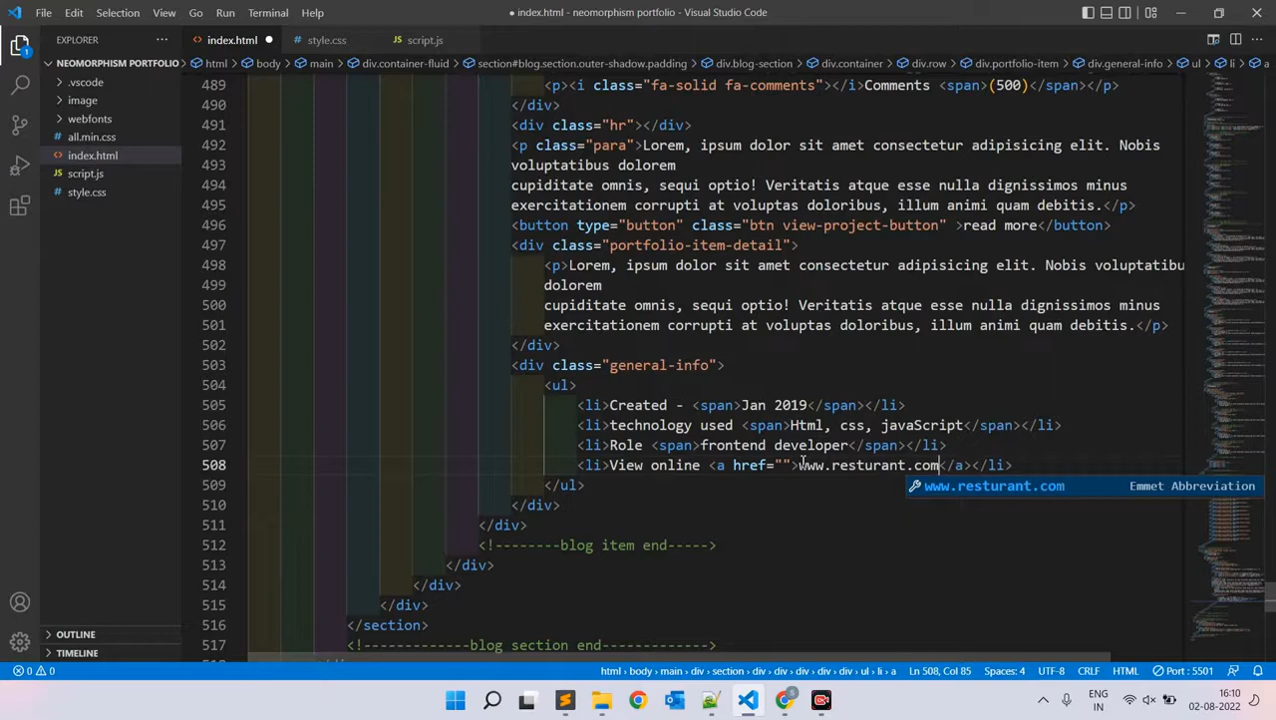 File Edit Selection View Go Run Terminal Help
● index.html - neomorphism portfolio - Visual Studio Code
EXPLORER ...
index.html ●
style.css
script.js
NEOMORPHISM PORTFOLIO
html > body > main > div.container-fluid > section#blog.section.outer-shadow.padding > div.blog-section > div.container > div.row > div.portfolio-item > div.general-info > ul > li > a
.vscode
image
webfonts
all.min.css
index.html
script.js
style.css
489 <p><i class="fa-solid fa-comments"></i>Comments <span>(500)</span></p>
490 </div>
491 <div class="hr"></div>
492 class="para">Lorem, ipsum dolor sit amet consectetur adipisicing elit. Nobis
493 voluptatibus dolorem
494 cupiditate omnis, sequi optio! Veritatis atque esse nulla dignissimos minus
495 exercitationem corrupti at voluptas doloribus, illum animi quam debitis.</p>
496 <button type="button" class="btn view-project-button" >read more</button>
497 <div class="portfolio-item-detail">
498 <p>Lorem, ipsum dolor sit amet consectetur adipisicing elit. Nobis voluptatibu
499 dolorem
500 cupiditate omnis, sequi optio! Veritatis atque esse nulla dignissimos minus
501 exercitationem corrupti at voluptas doloribus, illum animi quam debitis.</p>
502 </div>
503 <div class="general-info">
504 <ul>
505 <li>Created - <span>Jan 2019</span></li>
506 <li>technology used <span>Html, css, javaScript</span></li>
507 <li>Role <span>frontend developer</span></li>
508 <li>View online <a href="">www.resturant.com</a></li>
www.resturant.com Emmet Abbreviation
509 </ul>
510 </div>
511 </div>
512 <!-------- blog item end----->
513 </div>
514 </div>
515 </div>
516 </section>
517 <!-------------blog section end------------->
OUTLINE
TIMELINE
0 0
html > body > main > div > section > div > div > div > div > div > ul > li > a
Ln 508, Col 85
Spaces: 4
UTF-8
CRLF
HTML
Port : 5501
ENG
IN
16:10
02-08-2022